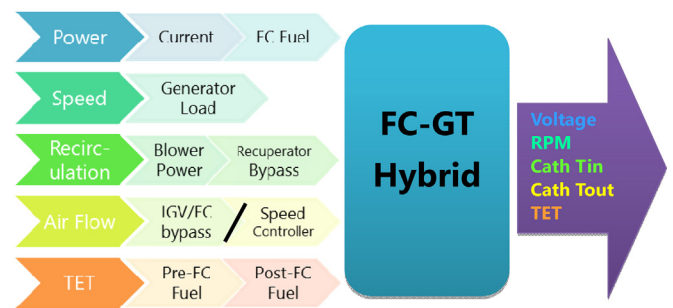 Power Current FC Fuel
Speed Generator
Load
Recirc-
ulation Blower
Power Recuperator
Bypass
Air Flow IGV/FC
bypass / Speed
Controller
TET Pre-FC
Fuel Post-FC
Fuel
FC-GT
Hybrid
Voltage
RPM
Cath Tin
Cath Tout
TET